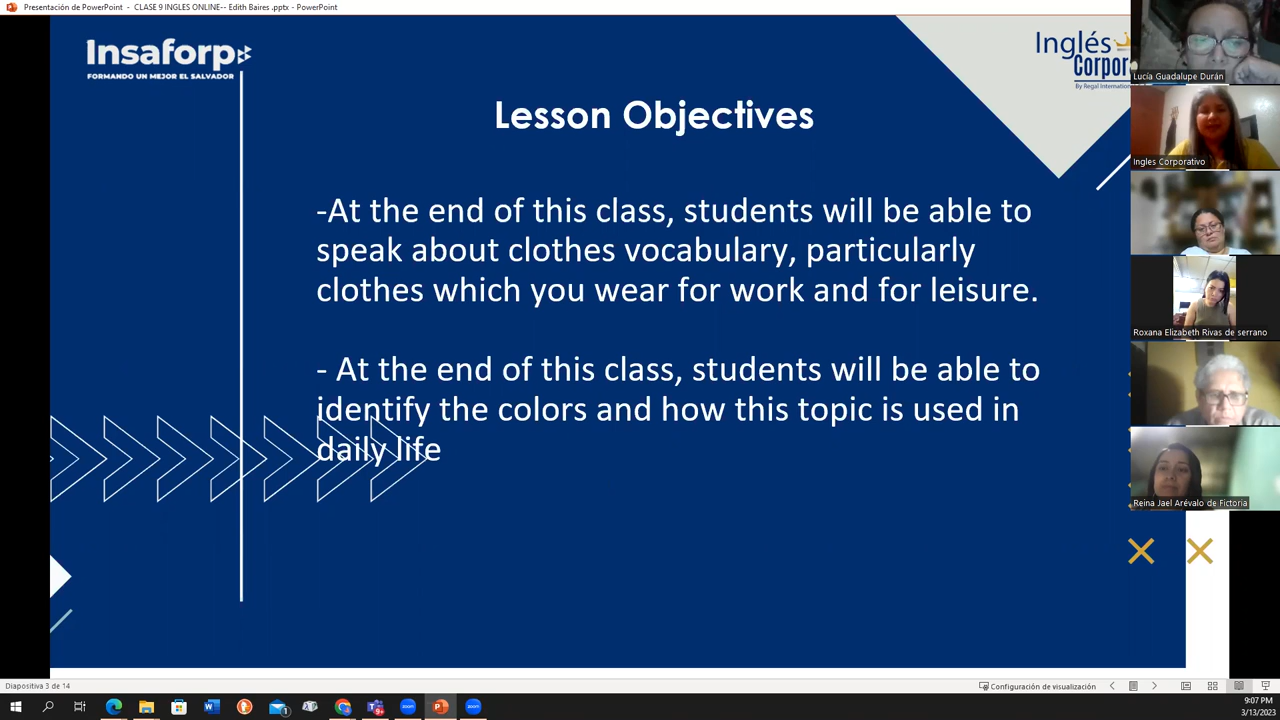 Presentación de PowerPoint - CLASE 9 INGLES ONLINE-- Edith Baires .pptx - PowerPoint
Insaforp
FORMANDO UN MEJOR EL SALVADOR
Inglés
Corpor
By Regal Internation
Lesson Objectives
-At the end of this class, students will be able to
speak about clothes vocabulary, particularly
clothes which you wear for work and for leisure.
- At the end of this class, students will be able to
identify the colors and how this topic is used in
daily life
Lucía Guadalupe Durán
Ingles Corporativo
Roxana Elizabeth Rivas de serrano
Reina Jael Arévalo de Fictoria
Diapositiva 3 de 14
Configuración de visualización
9:07 PM
3/13/2023